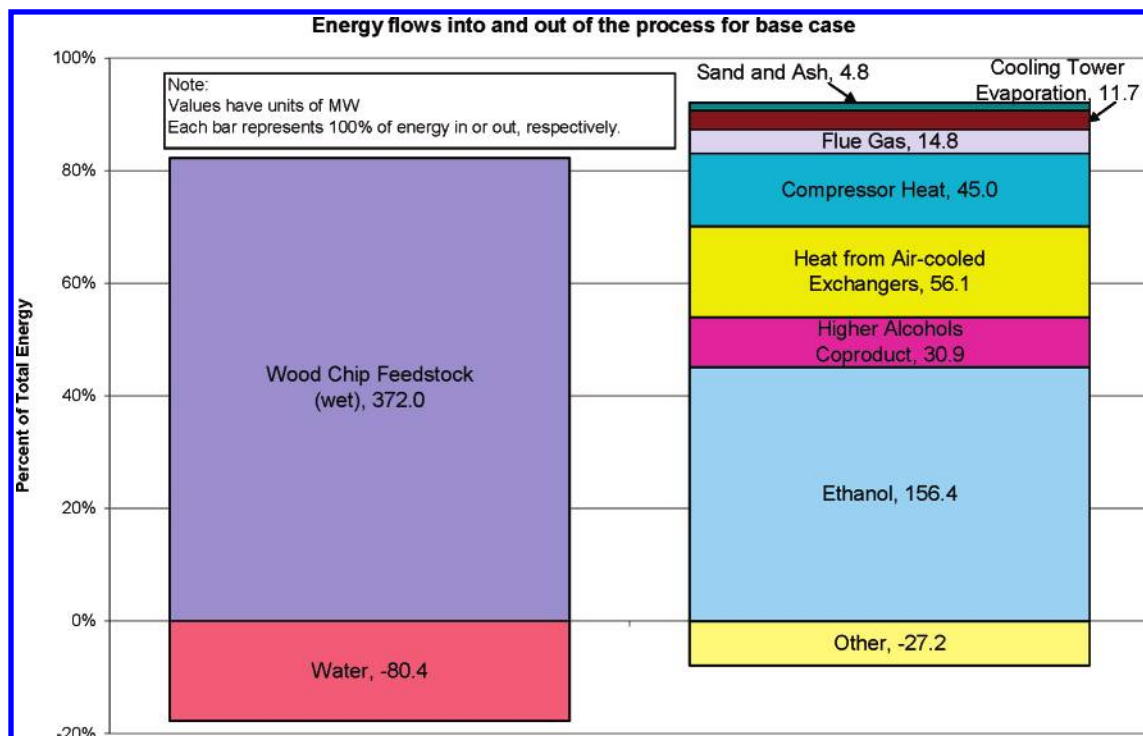 Energy flows into and out of the process for base case
100%
80%
60%
40%
20%
0%
-20%
Percent of Total Energy
Note:
Values have units of MW
Each bar represents 100% of energy in or out, respectively.
Wood Chip Feedstock
(wet), 372.0
Water, -80.4
Sand and Ash, 4.8
Cooling Tower
Evaporation, 11.7
Flue Gas, 14.8
Compressor Heat, 45.0
Heat from Air-cooled
Exchangers, 56.1
Higher Alcohols
Coproduct, 30.9
Ethanol, 156.4
Other, -27.2